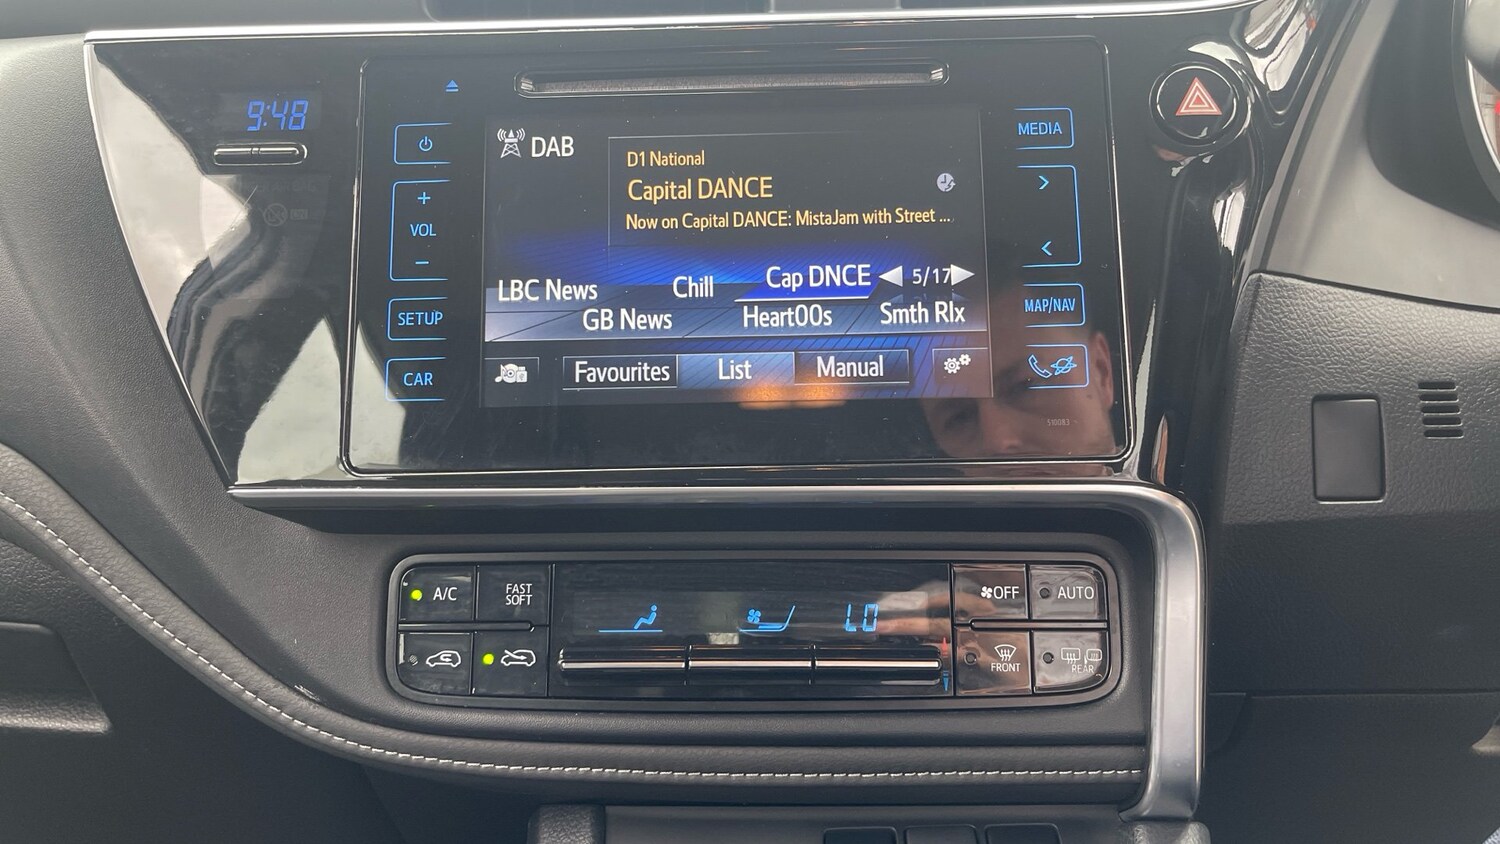 9:48
DAB
D1 National
Capital DANCE
Now on Capital DANCE: MistaJam with Street ...
LBC News
Chill
Cap DNCE
5/17
GB News
Heart00s
Smth Rlx
Favourites
List
Manual
+
VOL
-
SETUP
CAR
MEDIA
>
<
MAP/NAV
510083
A/C
FAST
SOFT
LO
OFF
AUTO
FRONT
REAR